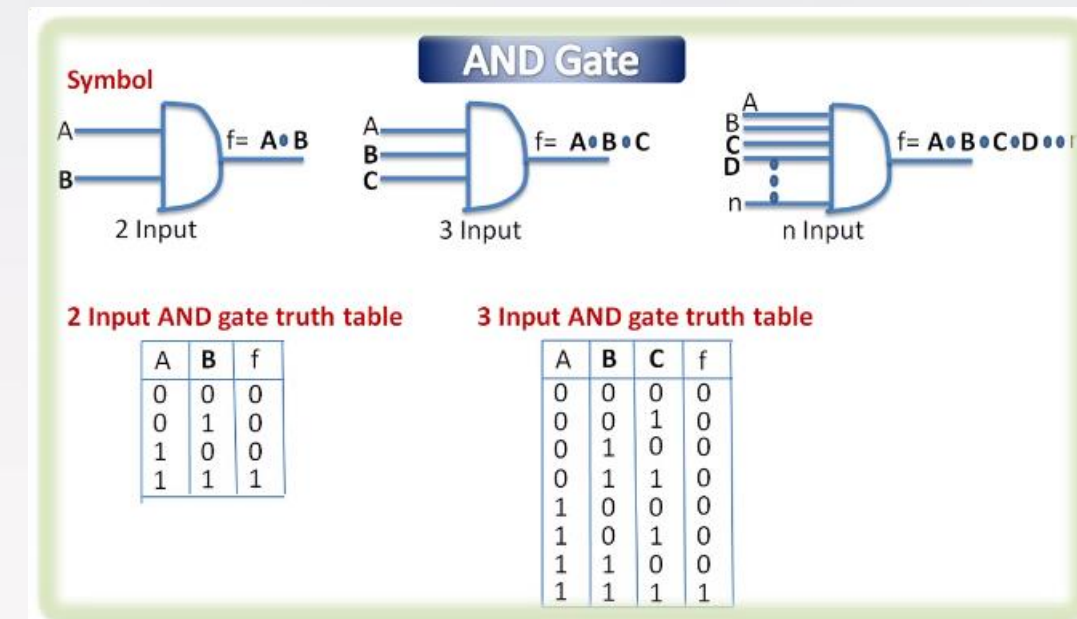 AND Gate
Symbol
A
B
f= A•B
2 Input
A
B
C
f= A•B•C
3 Input
A
B
C
D
n
f= A•B•C•D••
n Input
2 Input AND gate truth table
A B f
0 0 0
0 1 0
1 0 0
1 1 1
3 Input AND gate truth table
A B C f
0 0 0 0
0 0 1 0
0 1 0 0
0 1 1 0
1 0 0 0
1 0 1 0
1 1 0 0
1 1 1 1